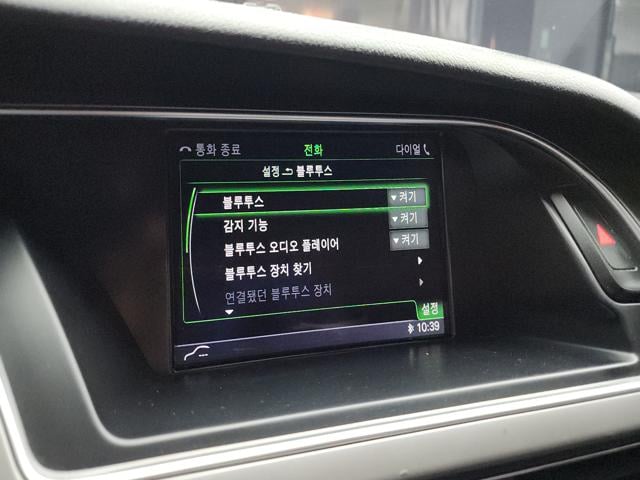 통화 종료 전화 다이얼
설정 블루투스
블루투스 켜기
감지 기능 켜기
블루투스 오디오 플레이어 켜기
블루투스 장치 찾기
연결됐던 블루투스 장치
설정
10:39
---